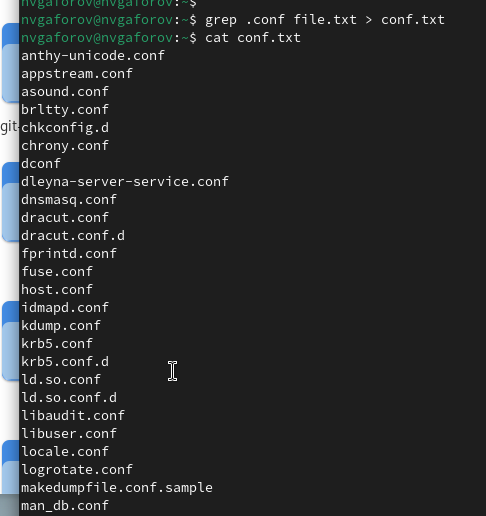 nvgaforov@nvgaforov:~$
nvgaforov@nvgaforov:~$ grep .conf file.txt > conf.txt
nvgaforov@nvgaforov:~$ cat conf.txt
anthy-unicode.conf
appstream.conf
asound.conf
brltty.conf
chkconfig.d
git-
chrony.conf
dconf
dleyna-server-service.conf
dnsmasq.conf
dracut.conf
dracut.conf.d
fprintd.conf
fuse.conf
host.conf
idmapd.conf
kdump.conf
krb5.conf
krb5.conf.d
ld.so.conf
ld.so.conf.d
libaudit.conf
libuser.conf
locale.conf
logrotate.conf
makedumpfile.conf.sample
man_db.conf